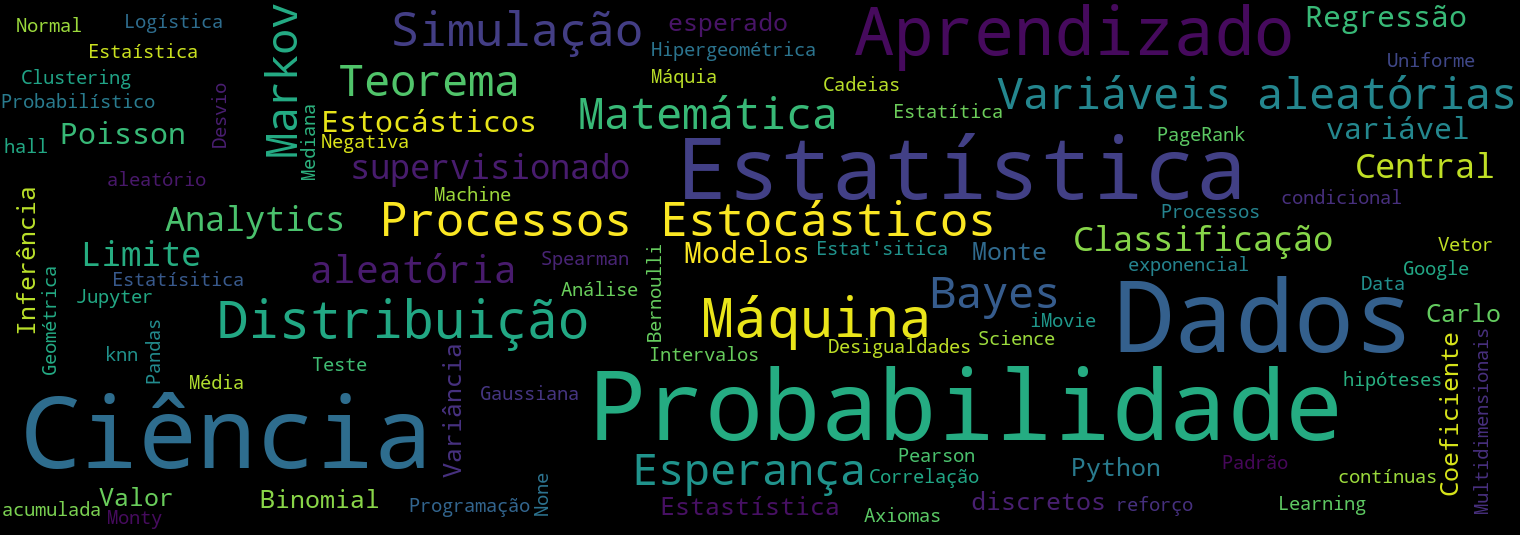 Normal
Logística
Estaística
Clustering
Probabilístico
Poisson
hall
Desvio
Markov
Mediana
Simulação
Teorema
Estocásticos
Negativa
supervisionado
aleatório
Machine
esperado
Hipergeométrica
Máquia
Matemática
Aprendizado
Cadeias
Estatítica
Regressão
Uniforme
Variáveis aleatórias
variável
PageRank
Central
Estatística
condicional
Processos
Inferência
Analytics
Processos Estocásticos
Limite
Estatísitica
aleatória
Spearman
Modelos
Estat'sitica
Monte
Classificação
Vetor
exponencial
Google
Data
Geométrica
Jupyter
Análise
Bernoulli
Bayes
Dados
Carlo
Distribuição
Máquina
iMovie
Science
Desigualdades
Intervalos
knn
Pandas
Teste
Média
Variância
Gaussiana
hipóteses
Coeficiente
Multidimensionais
Ciência
Probabilidade
Esperança
Pearson
Correlação
Python
Padrão
contínuas
acumulada
Valor
Monty
Binomial
Programação
None
Estastística
Axiomas
discretos
reforço
Learning